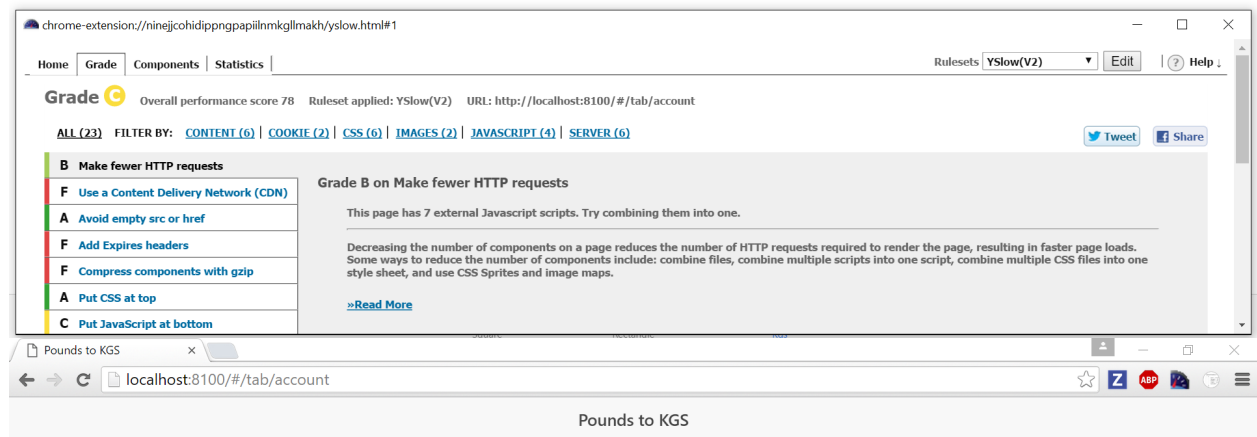 chrome-extension://ninejjcohidippngpapiilnmkgllmakh/yslow.html#1
Home Grade Components Statistics Rulesets YSlow(V2) Edit ? Help ↓
Grade C Overall performance score 78 Ruleset applied: YSlow(V2) URL: http://localhost:8100/#/tab/account
ALL (23) FILTER BY: CONTENT (6) COOKIE (2) CSS (6) IMAGES (2) JAVASCRIPT (4) SERVER (6)
Tweet Share
B Make fewer HTTP requests
F Use a Content Delivery Network (CDN)
A Avoid empty src or href
F Add Expires headers
F Compress components with gzip
A Put CSS at top
C Put JavaScript at bottom
Grade B on Make fewer HTTP requests
This page has 7 external Javascript scripts. Try combining them into one.
Decreasing the number of components on a page reduces the number of HTTP requests required to render the page, resulting in faster page loads.
Some ways to reduce the number of components include: combine files, combine multiple scripts into one script, combine multiple CSS files into one
style sheet, and use CSS Sprites and image maps.
»Read More
Pounds to KGS
localhost:8100/#/tab/account
Z ABP
Pounds to KGS